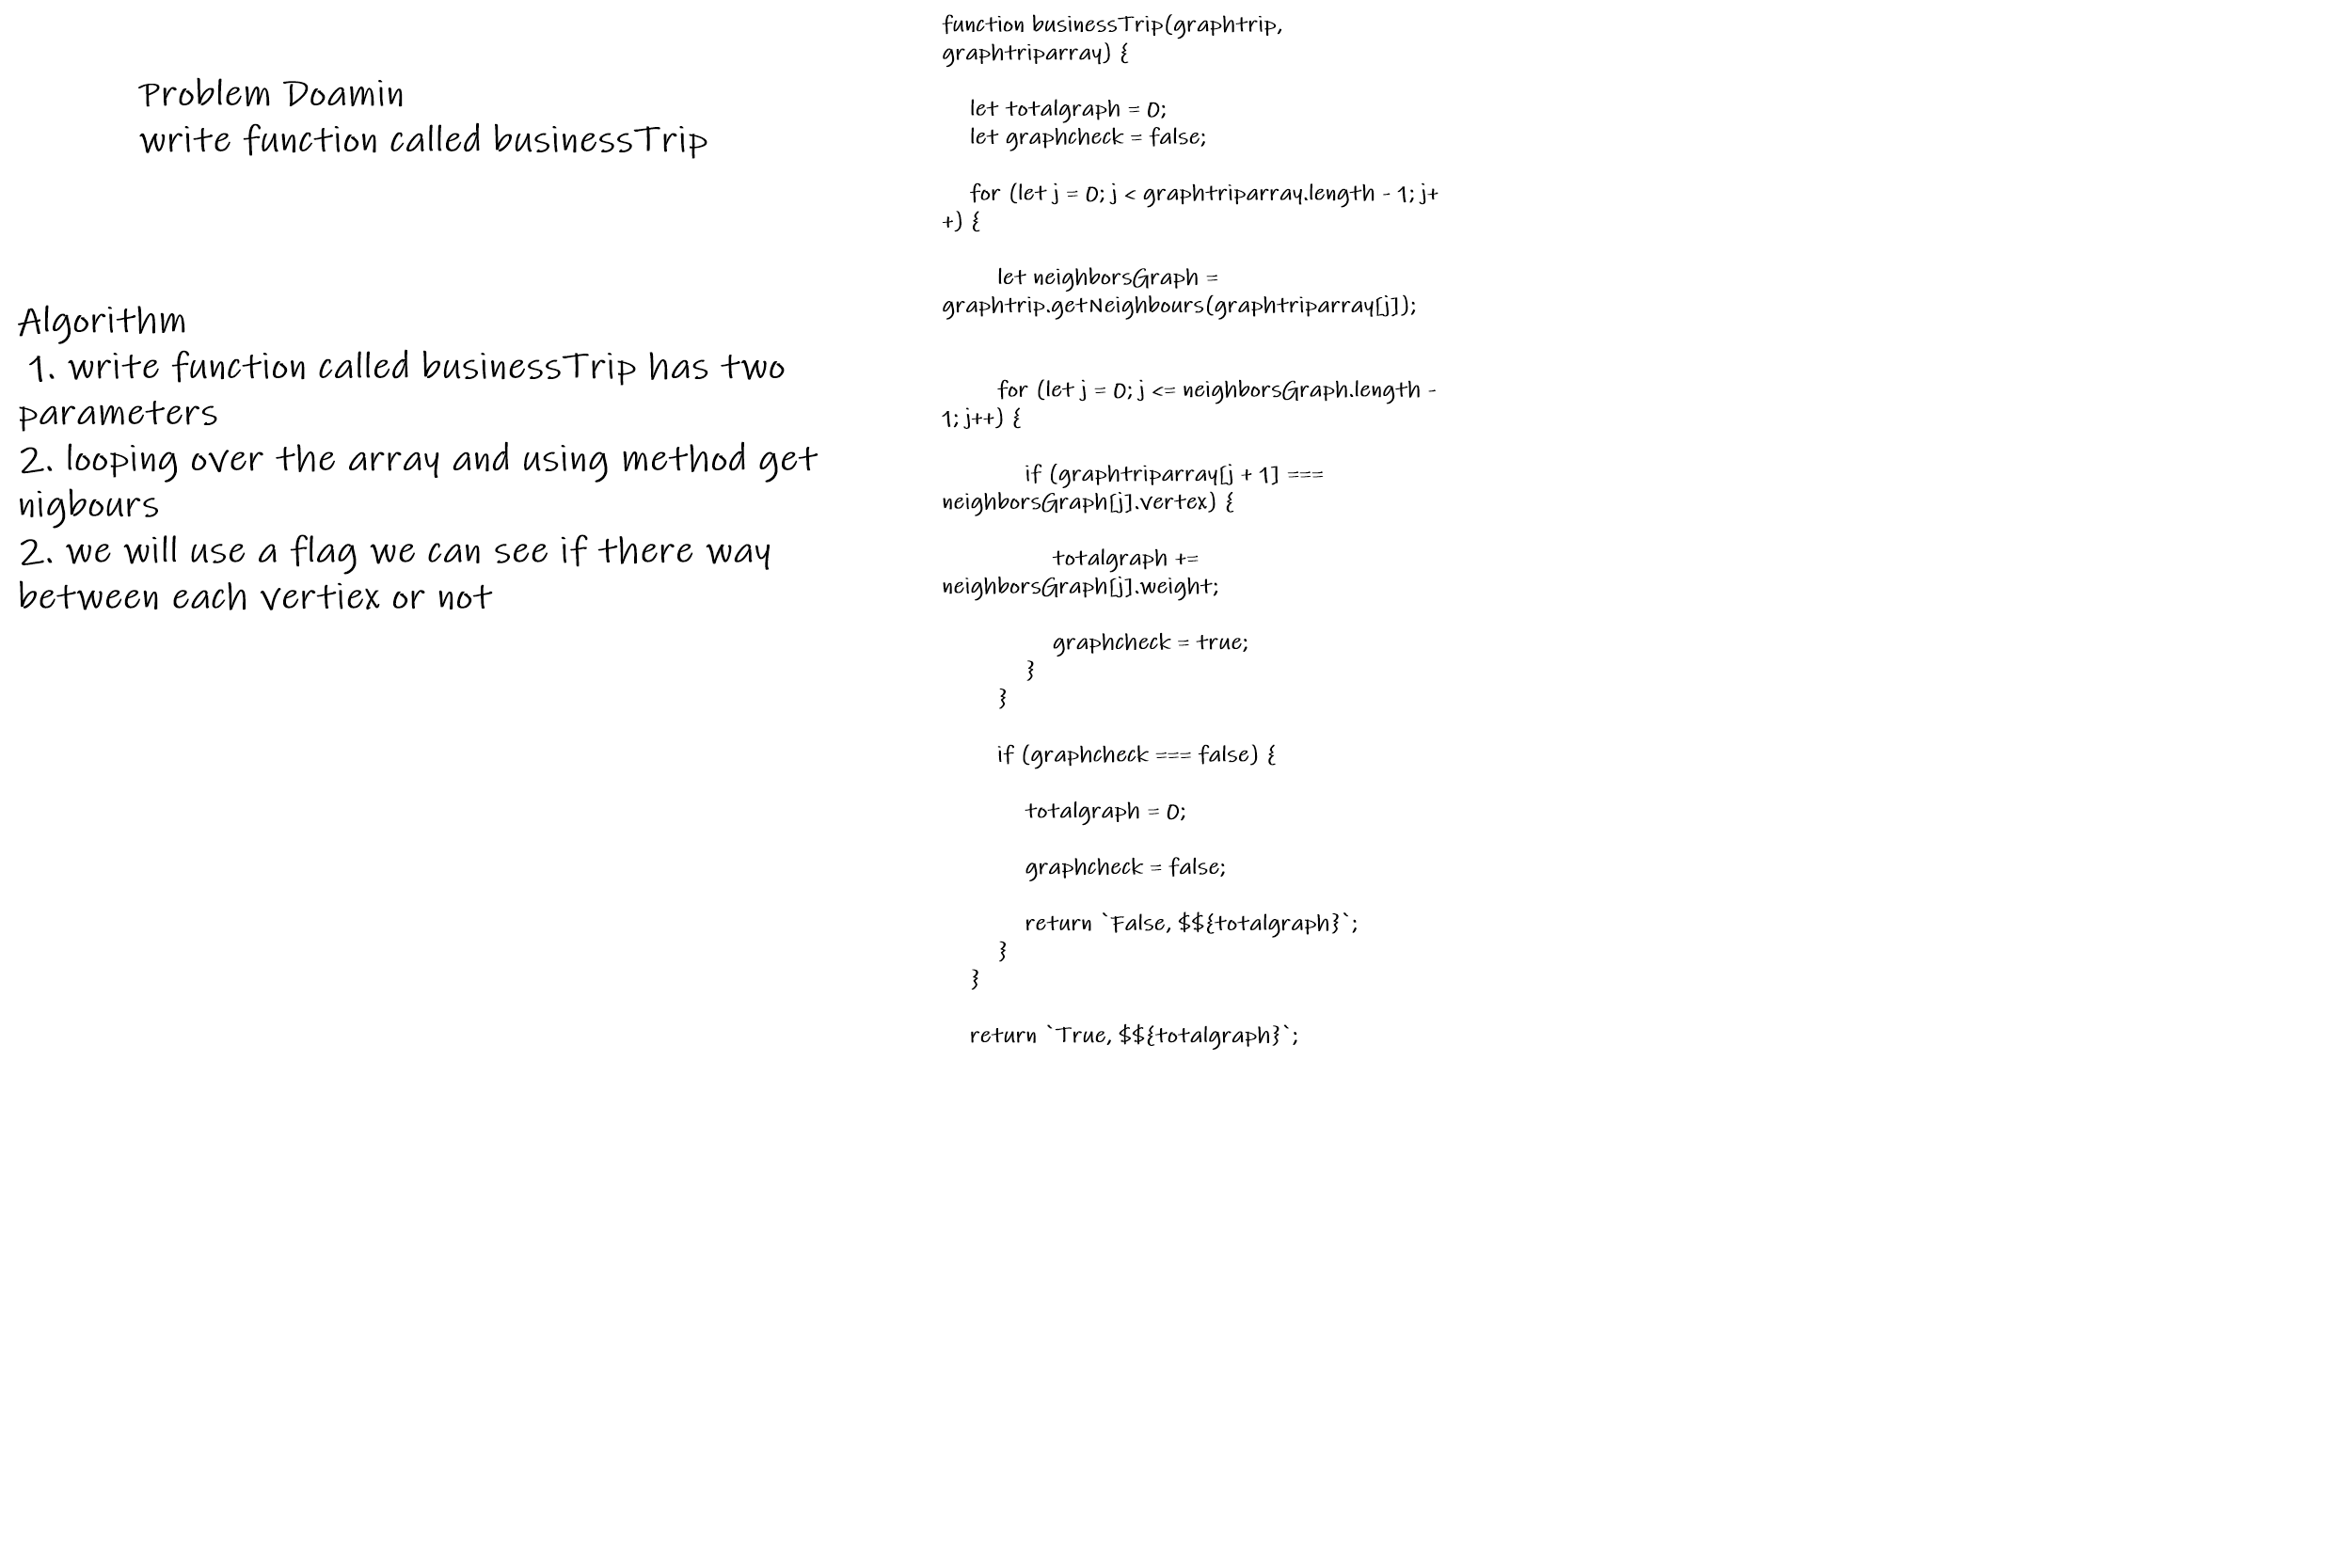 Problem Doamin
write function called businessTrip
Algorithm
1. write function called businessTrip has two
parameters
2. looping over the array and using method get
nigbours
2. we will use a flag we can see if there way
between each vertiex or not
function businessTrip(graphtrip,
graphtriparray) {
let totalgraph = 0;
let graphcheck = false;
for (let j = 0; j < graphtriparray.length - 1; j+
+) {
let neighborsGraph =
graphtrip.getNeighbours(graphtriparray[j]);
for (let j = 0; j <= neighborsGraph.length -
1; j++) {
if (graphtriparray[j + 1] ===
neighborsGraph[j].vertex) {
totalgraph +=
neighborsGraph[j].weight;
graphcheck = true;
}
}
if (graphcheck === false) {
totalgraph = 0;
graphcheck = false;
return `False, $${totalgraph}`;
}
}
return `True, $${totalgraph}`;